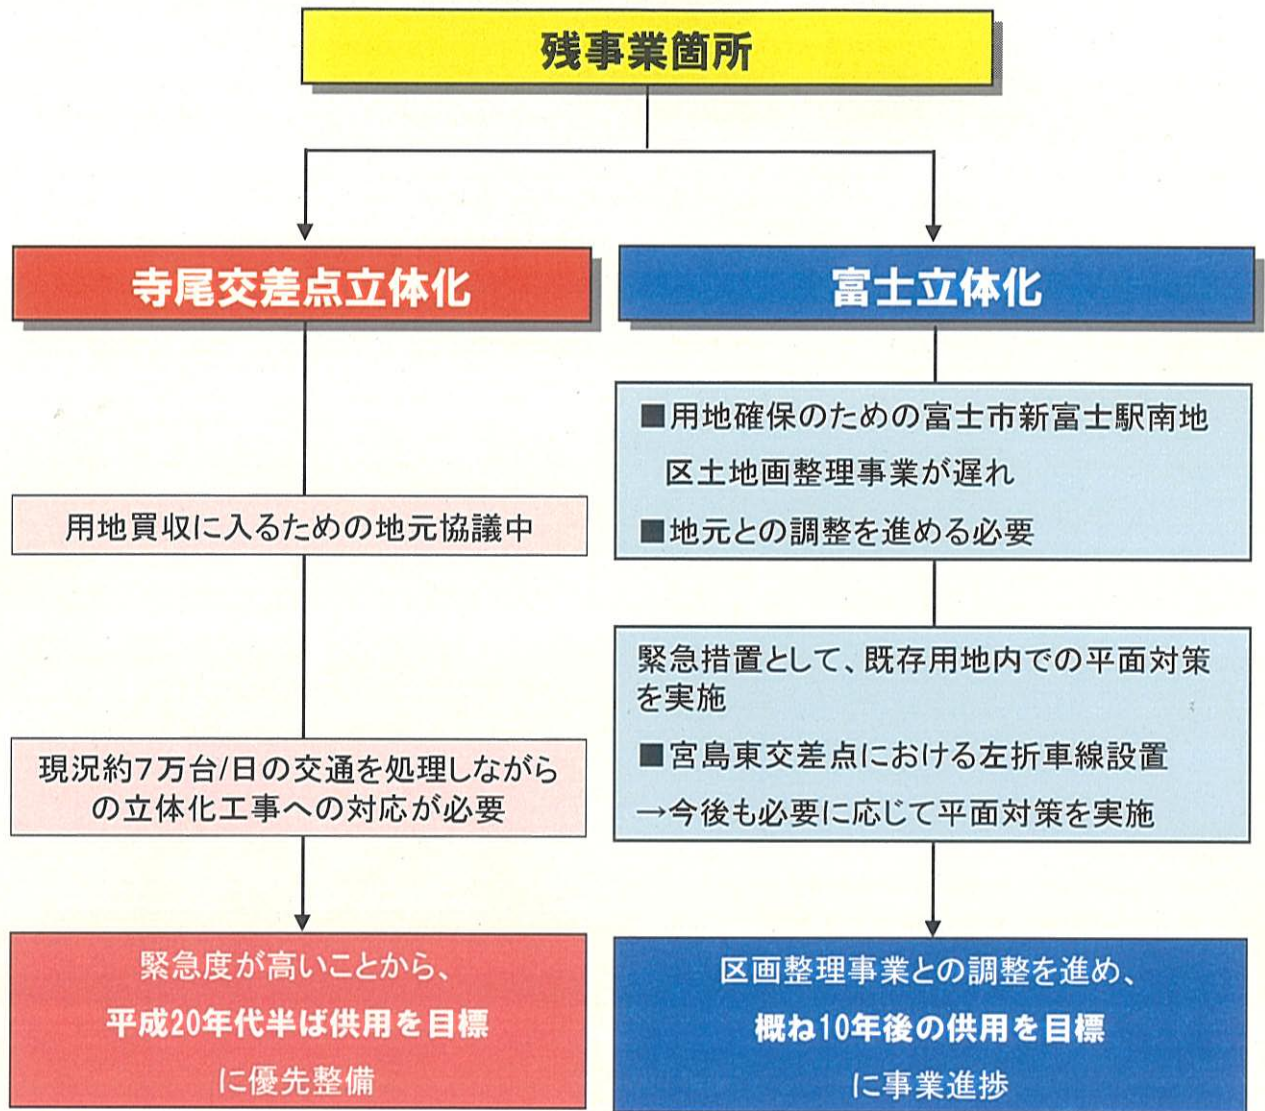 残事業箇所
寺尾交差点立体化
用地買収に入るための地元協議中
現況約7万台/日の交通を処理しながら
の立体化工事への対応が必要
緊急度が高いことから、
平成20年代半ば供用を目標
に優先整備
富士立体化
■用地確保のための富士市新富士駅南地
区土地画整理事業が遅れ
■地元との調整を進める必要
緊急措置として、既存用地内での平面対策
を実施
■宮島東交差点における左折車線設置
→今後も必要に応じて平面対策を実施
区画整理事業との調整を進め、
概ね10年後の供用を目標
に事業進捗